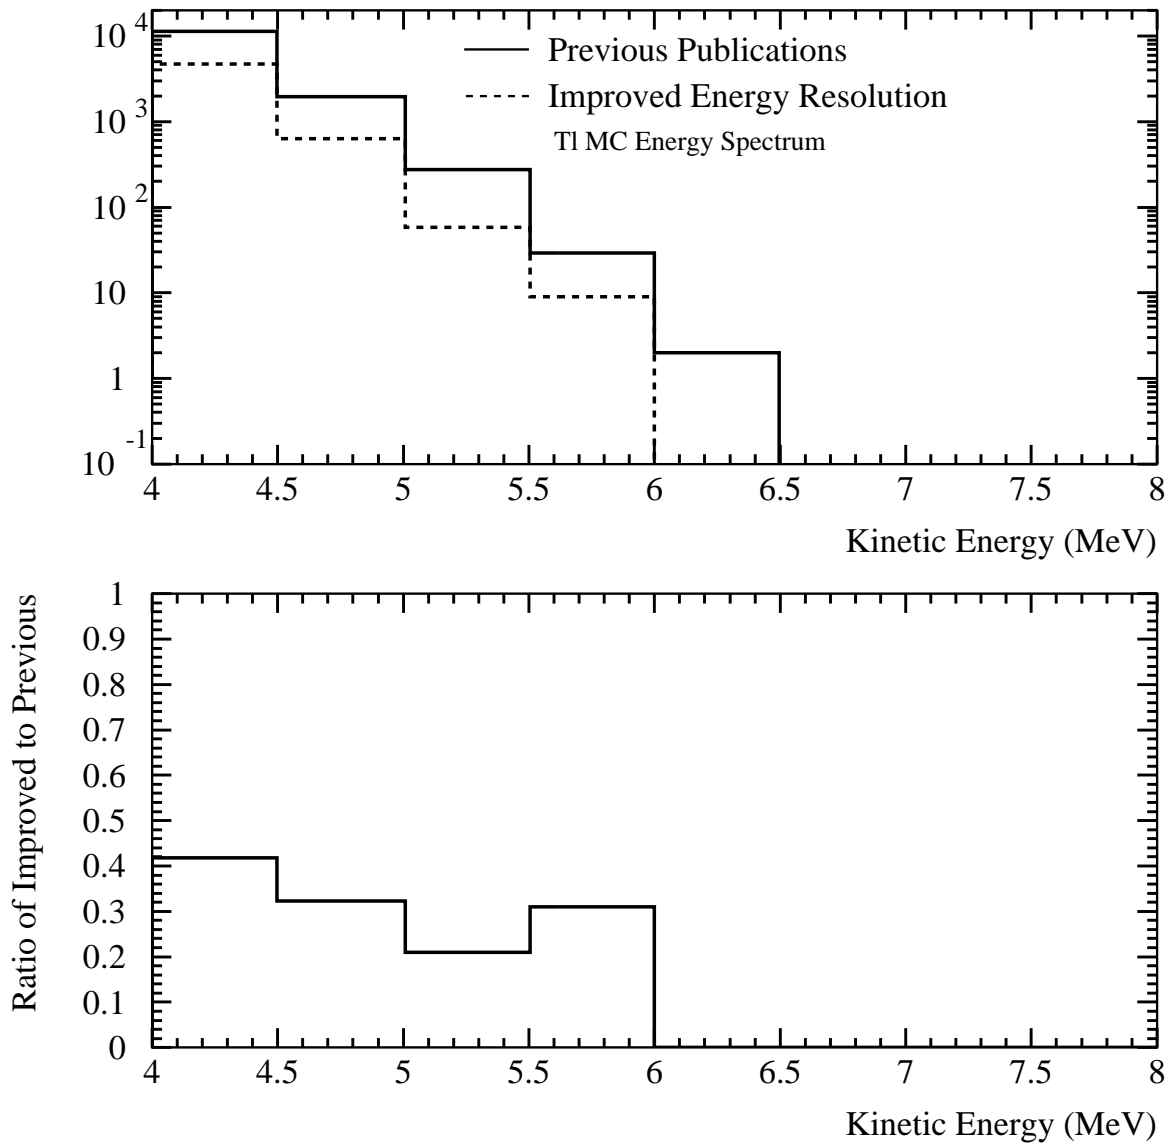 10 4
Previous Publications
Improved Energy Resolution
10 3
Tl MC Energy Spectrum
10 2
10
1
10 -1
4 4.5 5 5.5 6 6.5 7 7.5 8
Kinetic Energy (MeV)
Ratio of Improved to Previous
1
0.9
0.8
0.7
0.6
0.5
0.4
0.3
0.2
0.1
0
4 4.5 5 5.5 6 6.5 7 7.5 8
Kinetic Energy (MeV)